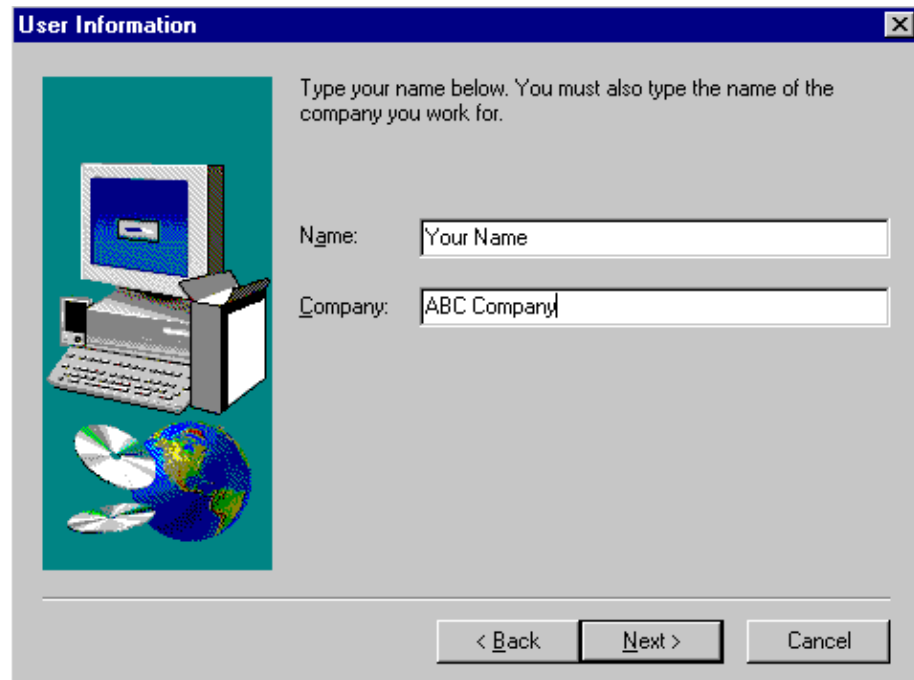 User Information
Type your name below. You must also type the name of the
company you work for.
Name: Your Name
Company: ABC Company
< Back Next > Cancel